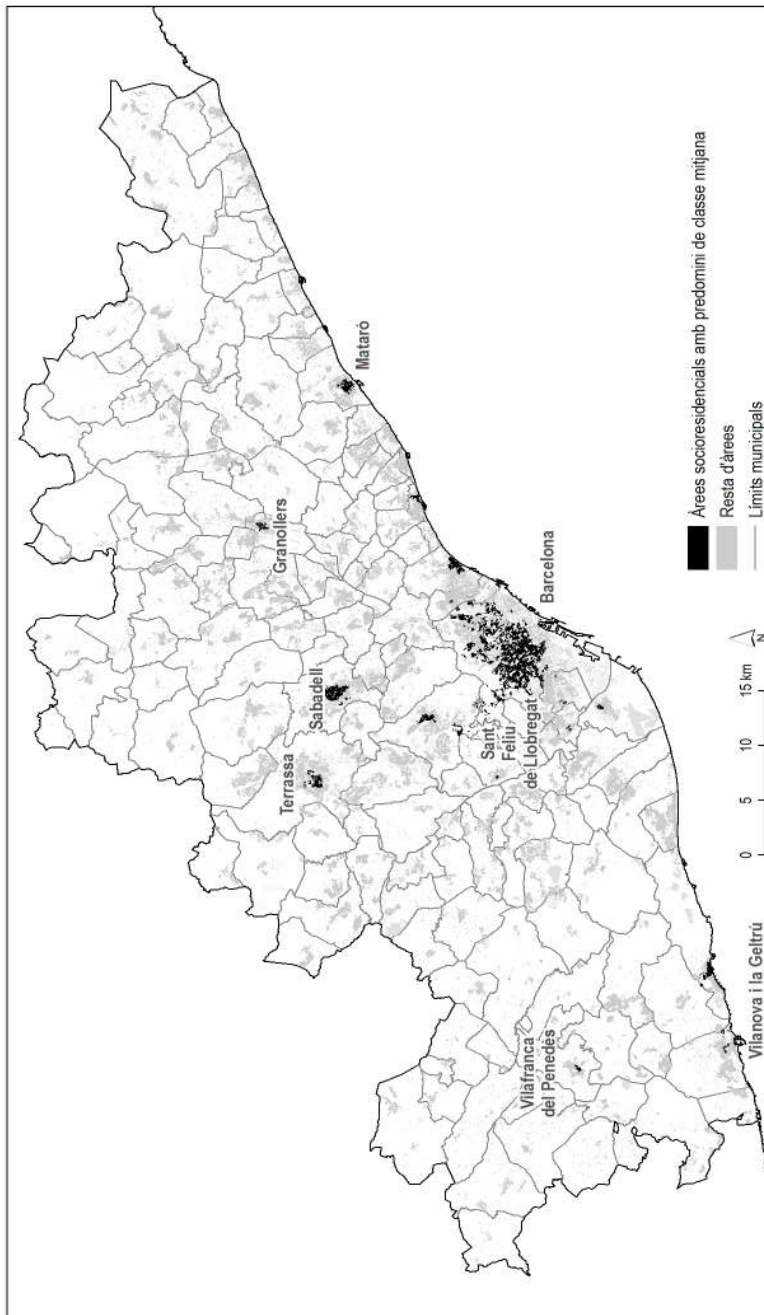 Terrassa
Sabadell
Granollers
Mataró
Sant
Feliu
de Llobregat
Barcelona
Vilafranca
del Penedès
Vilanova i la Geltrú
0
5
10
15 km
N
Àrees socioresidencials amb predomini de classe mitjana
Resta d'àrees
Límits municipals